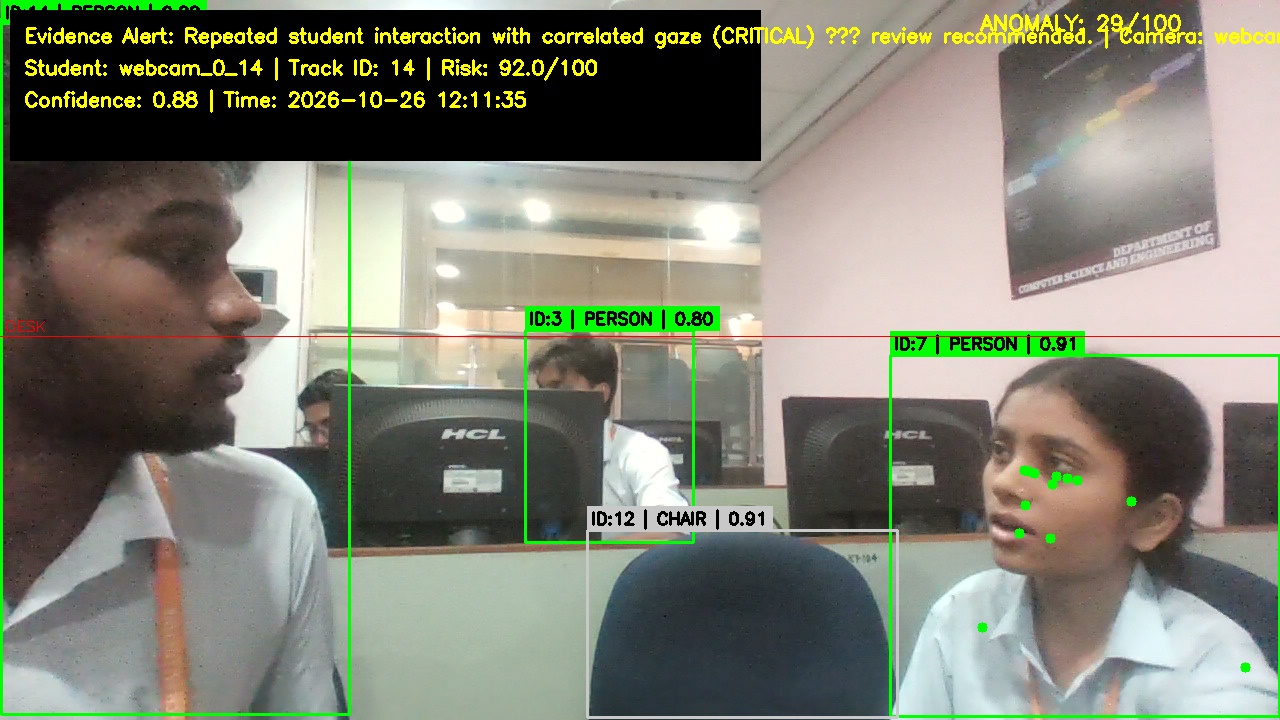 Evidence Alert: Repeated student interaction with correlated gaze (CRITICAL) ??? review recommended. | Camera: webca
ANOMALY: 29/100
Student: webcam_0_14 | Track ID: 14 | Risk: 92.0/100
Confidence: 0.88 | Time: 2026-10-26 12:11:35
DEPARTMENT OF
COMPUTER SCIENCE AND ENGINEERING
ID:3 | PERSON | 0.80
DESK
ID:7 | PERSON | 0.91
HCL
HCL
HCL
ID:12 | CHAIR | 0.91